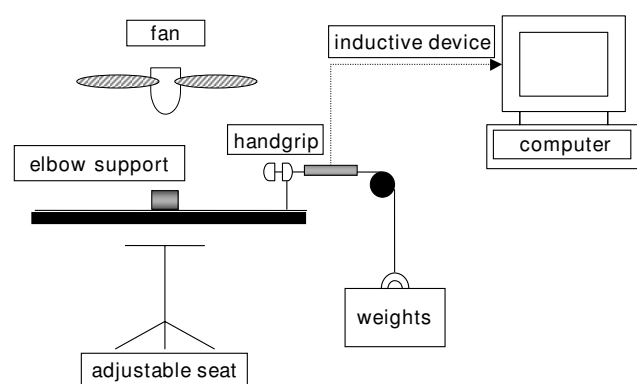 fan
inductive device
handgrip
computer
elbow support
weights
adjustable seat